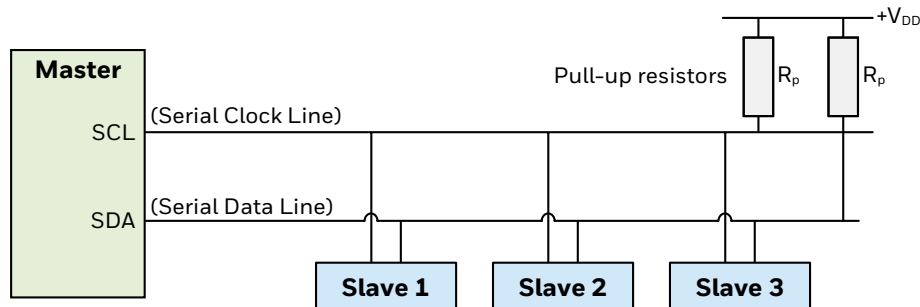 +VDD
Master
Pull-up resistors Rp Rp
(Serial Clock Line)
SCL
(Serial Data Line)
SDA
Slave 1 Slave 2 Slave 3